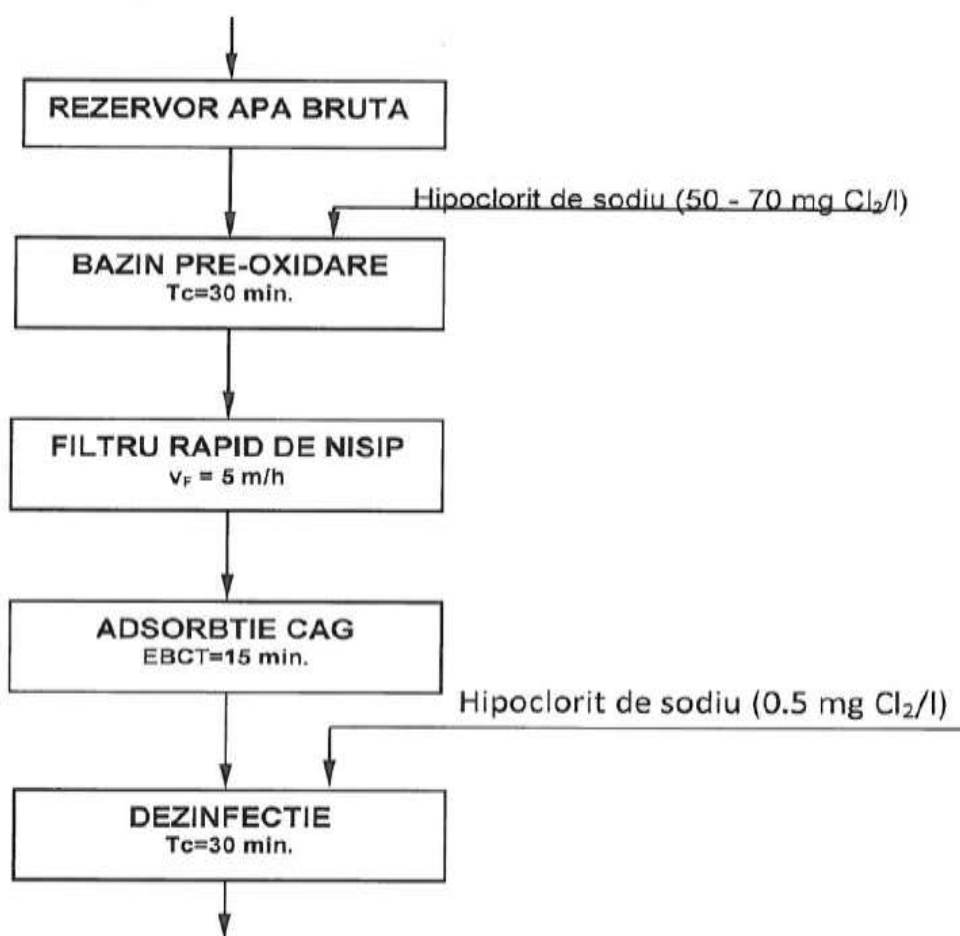 REZERVOR APA BRUTA
Hipoclorit de sodiu (50 - 70 mg Cl₂/l)
BAZIN PRE-OXIDARE
Tc=30 min.
FILTRU RAPID DE NISIP
v_F = 5 m/h
ADSORBTIE CAG
EBCT=15 min.
Hipoclorit de sodiu (0.5 mg Cl₂/l)
DEZINFECTIE
Tc=30 min.